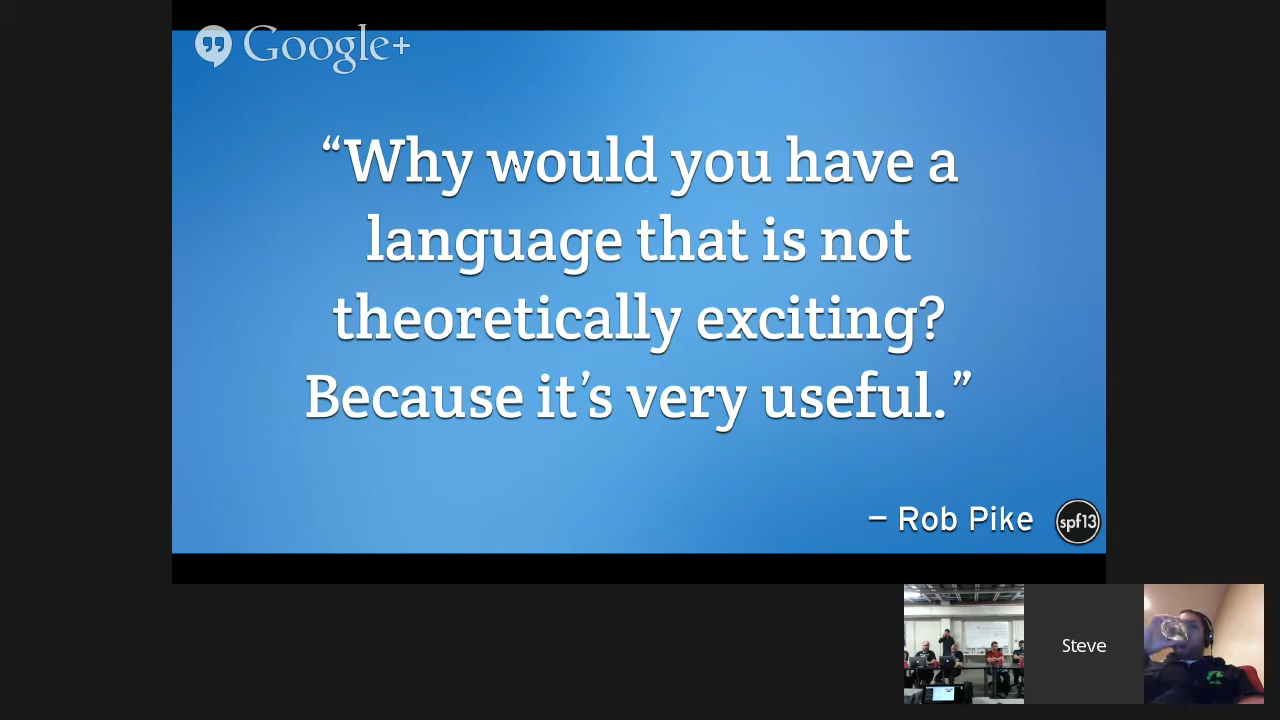 Google+
“Why would you have a
language that is not
theoretically exciting?
Because it’s very useful.”
– Rob Pike
spf13
Steve